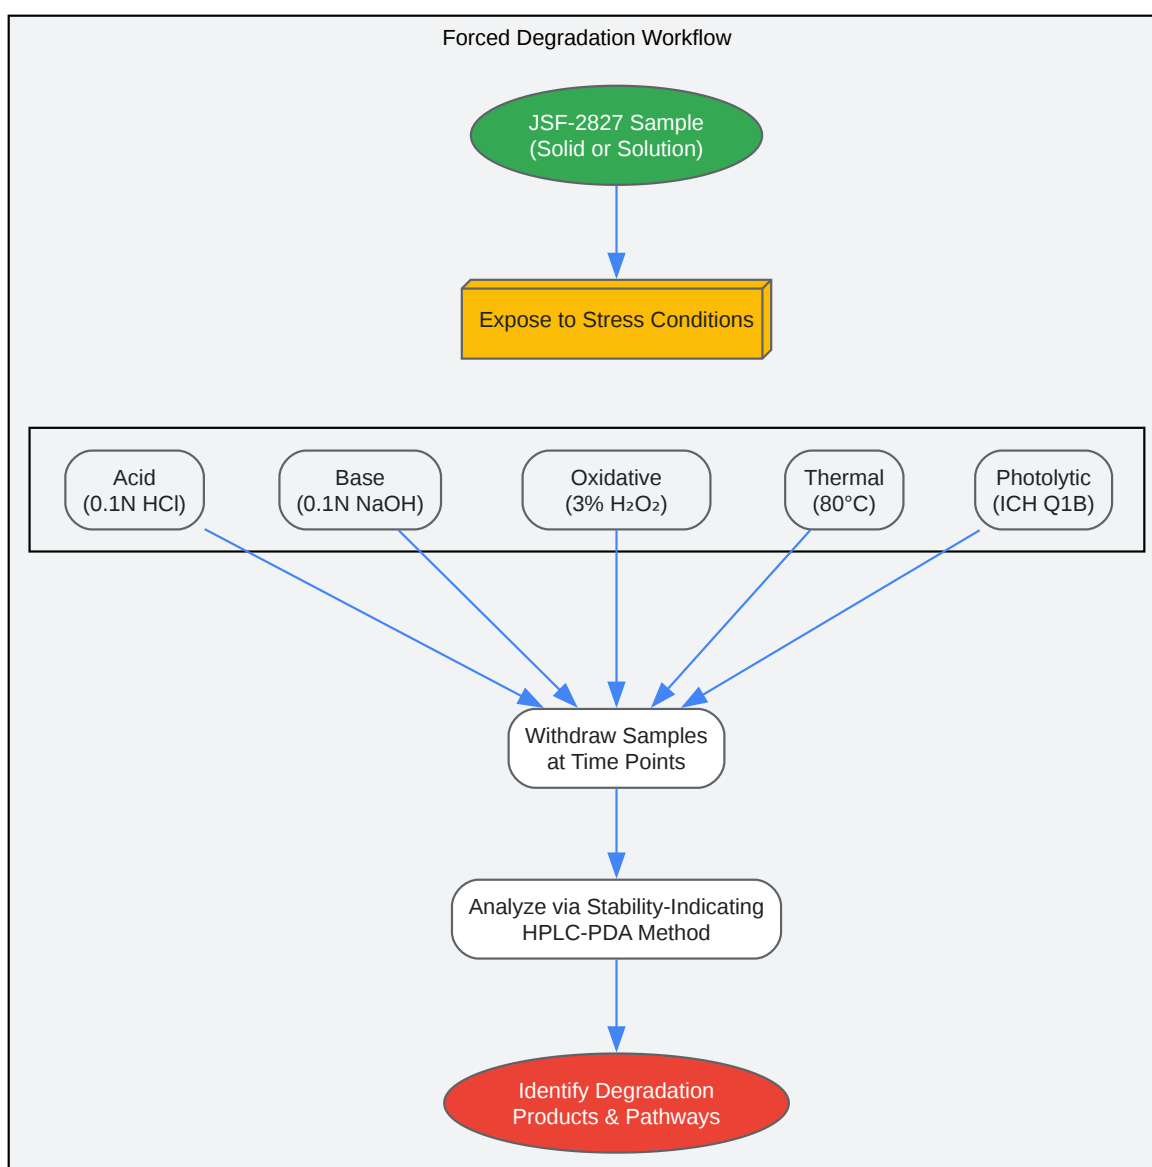 Forced Degradation Workflow
JSF-2827 Sample
(Solid or Solution)
Expose to Stress Conditions
Acid
(0.1N HCl)
Base
(0.1N NaOH)
Oxidative
(3% H₂O₂)
Thermal
(80°C)
Photolytic
(ICH Q1B)
Withdraw Samples
at Time Points
Analyze via Stability-Indicating
HPLC-PDA Method
Identify Degradation
Products & Pathways